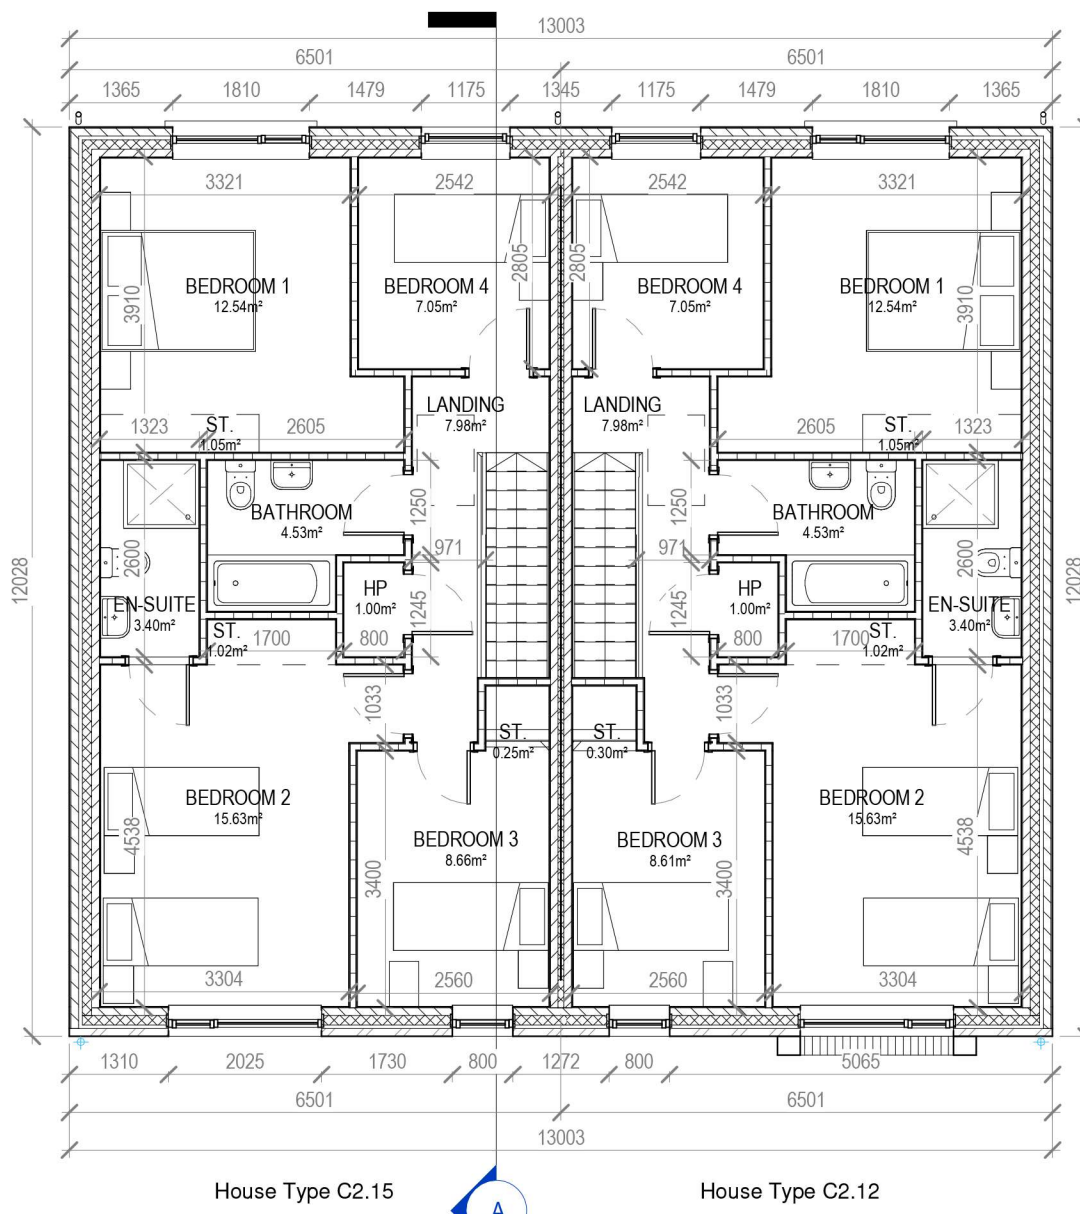 13003
6501 6501
1365 1810 1479 1175 1345 1175 1479 1810 1365
3321 2542 2542 3321
2805 2805
BEDROOM 1 BEDROOM 4 BEDROOM 4 BEDROOM 1
12.54m² 7.05m² 7.05m² 12.54m²
3910 3910
LANDING LANDING
7.98m² 7.98m²
ST. ST.
1.05m² 1.05m²
1323 2605 2605 1323
BATHROOM BATHROOM
4.53m² 4.53m²
1250 1250
971 971
2600 2600
12028 12028
HP HP
1.00m² 1.00m²
EN-SUITE EN-SUITE
3.40m² 3.40m²
1245 1245
ST. ST.
1.02m² 1.02m²
1700 800 800 1700
1033 1033
ST. ST.
0.25m² 0.30m²
BEDROOM 2 BEDROOM 2
15.63m² 15.63m²
4538 4538
BEDROOM 3 BEDROOM 3
8.66m² 8.61m²
3400 3400
3304 2560 2560 3304
1310 2025 1730 800 1272 800 5065
6501 6501
13003
House Type C2.15 House Type C2.12
A